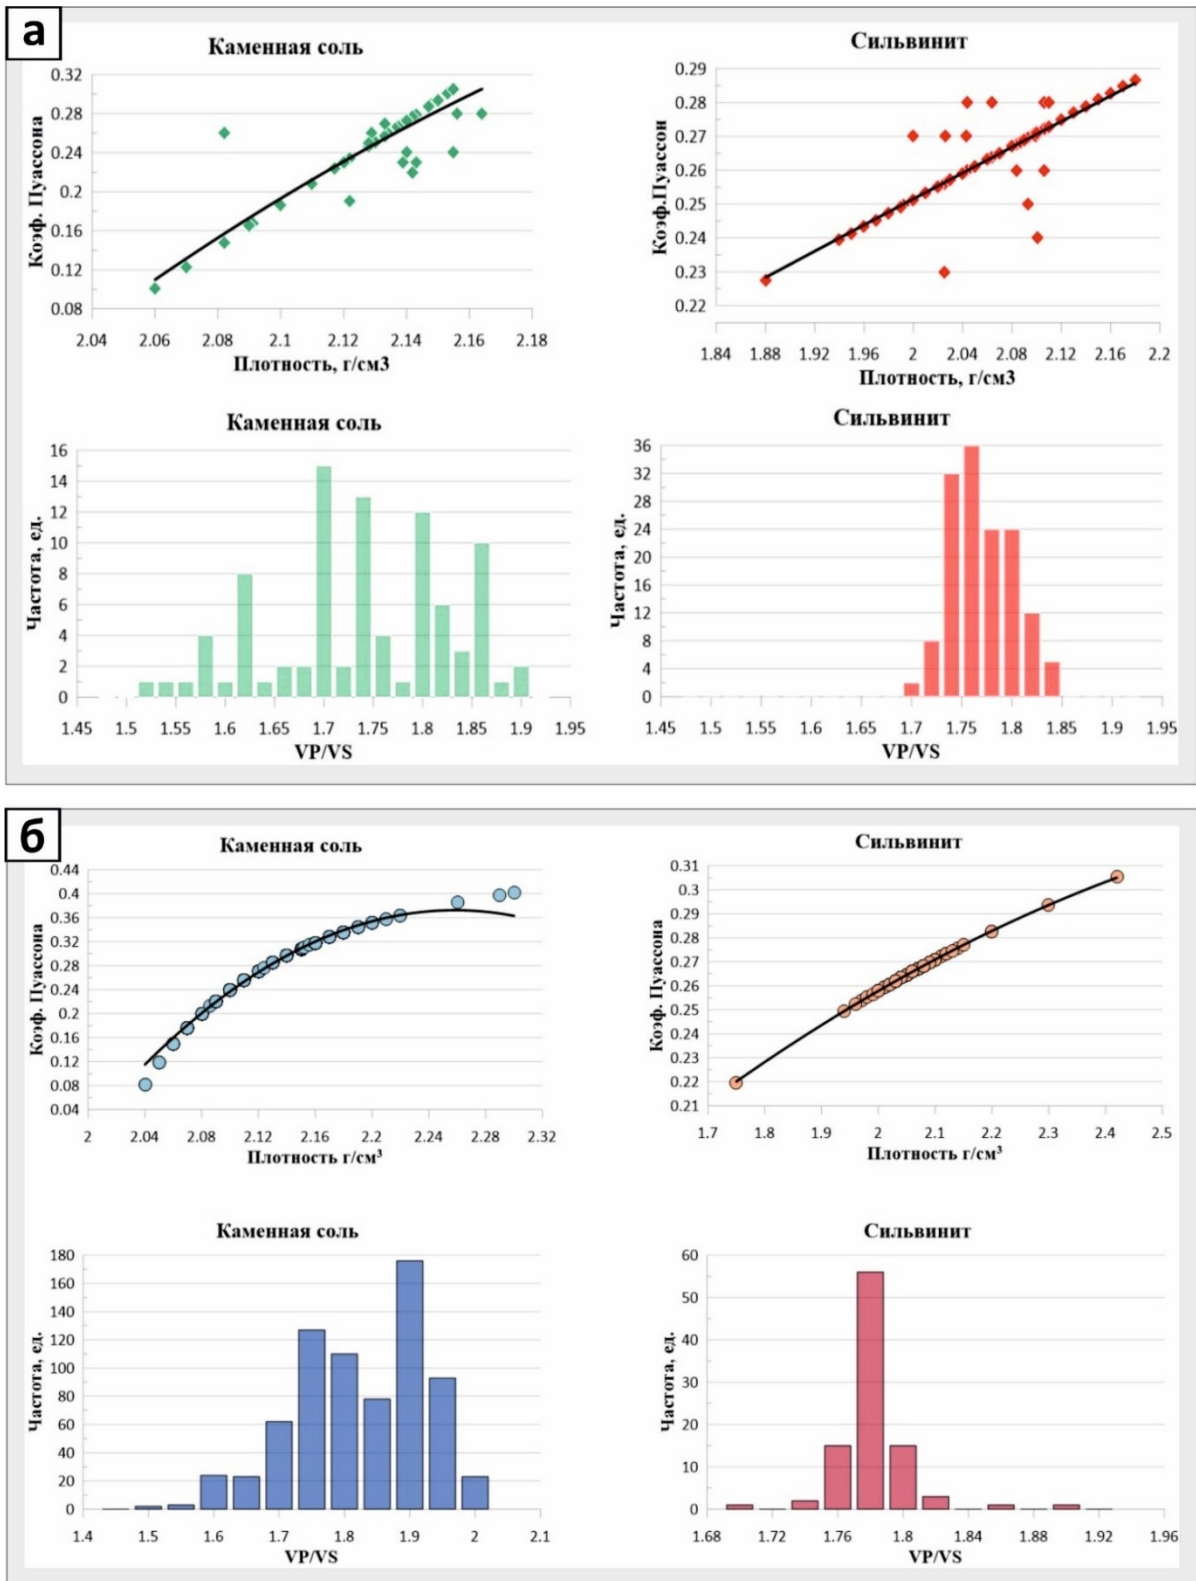 а
Каменная соль
Коэф. Пуассона
0.32
0.28
0.24
0.2
0.16
0.12
0.08
2.04 2.06 2.08 2.1 2.12 2.14 2.16 2.18
Плотность, г/см3
Сильвинит
Коэф.Пуассон
0.29
0.28
0.27
0.26
0.25
0.24
0.23
0.22
1.84 1.88 1.92 1.96 2 2.04 2.08 2.12 2.16 2.2
Плотность, г/см3
Каменная соль
Частота, ед.
16
14
12
10
8
6
4
2
0
1.45 1.5 1.55 1.6 1.65 1.7 1.75 1.8 1.85 1.9 1.95
VP/VS
Сильвинит
Частота, ед.
36
32
28
24
20
16
12
8
4
0
1.45 1.5 1.55 1.6 1.65 1.7 1.75 1.8 1.85 1.9 1.95
VP/VS
б
Каменная соль
Коэф. Пуассона
0.44
0.4
0.36
0.32
0.28
0.24
0.2
0.16
0.12
0.08
0.04
2 2.04 2.08 2.12 2.16 2.2 2.24 2.28 2.32
Плотность г/см³
Сильвинит
Коэф. Пуассона
0.31
0.3
0.29
0.28
0.27
0.26
0.25
0.24
0.23
0.22
0.21
1.7 1.8 1.9 2 2.1 2.2 2.3 2.4 2.5
Плотность г/см³
Каменная соль
Частота, ед.
180
160
140
120
100
80
60
40
20
0
1.4 1.5 1.6 1.7 1.8 1.9 2 2.1
VP/VS
Сильвинит
Частота, ед.
60
50
40
30
20
10
0
1.68 1.72 1.76 1.8 1.84 1.88 1.92 1.96
VP/VS